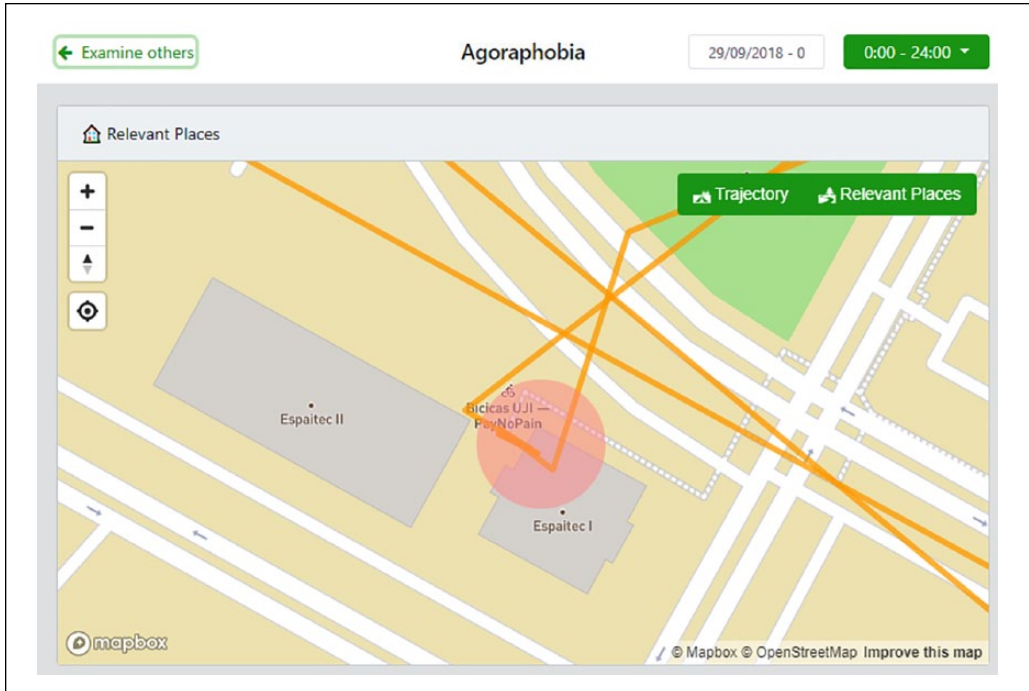 Examine others
Agoraphobia
29/09/2018 - 0
0:00 - 24:00
Relevant Places
Trajectory
Relevant Places
Bicicas UJI —
PayNoPain
Espaitec II
Espaitec I
mapbox
© Mapbox © OpenStreetMap Improve this map